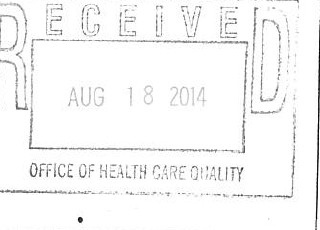 RECEIVED
AUG 18 2014
OFFICE OF HEALTH CARE QUALITY